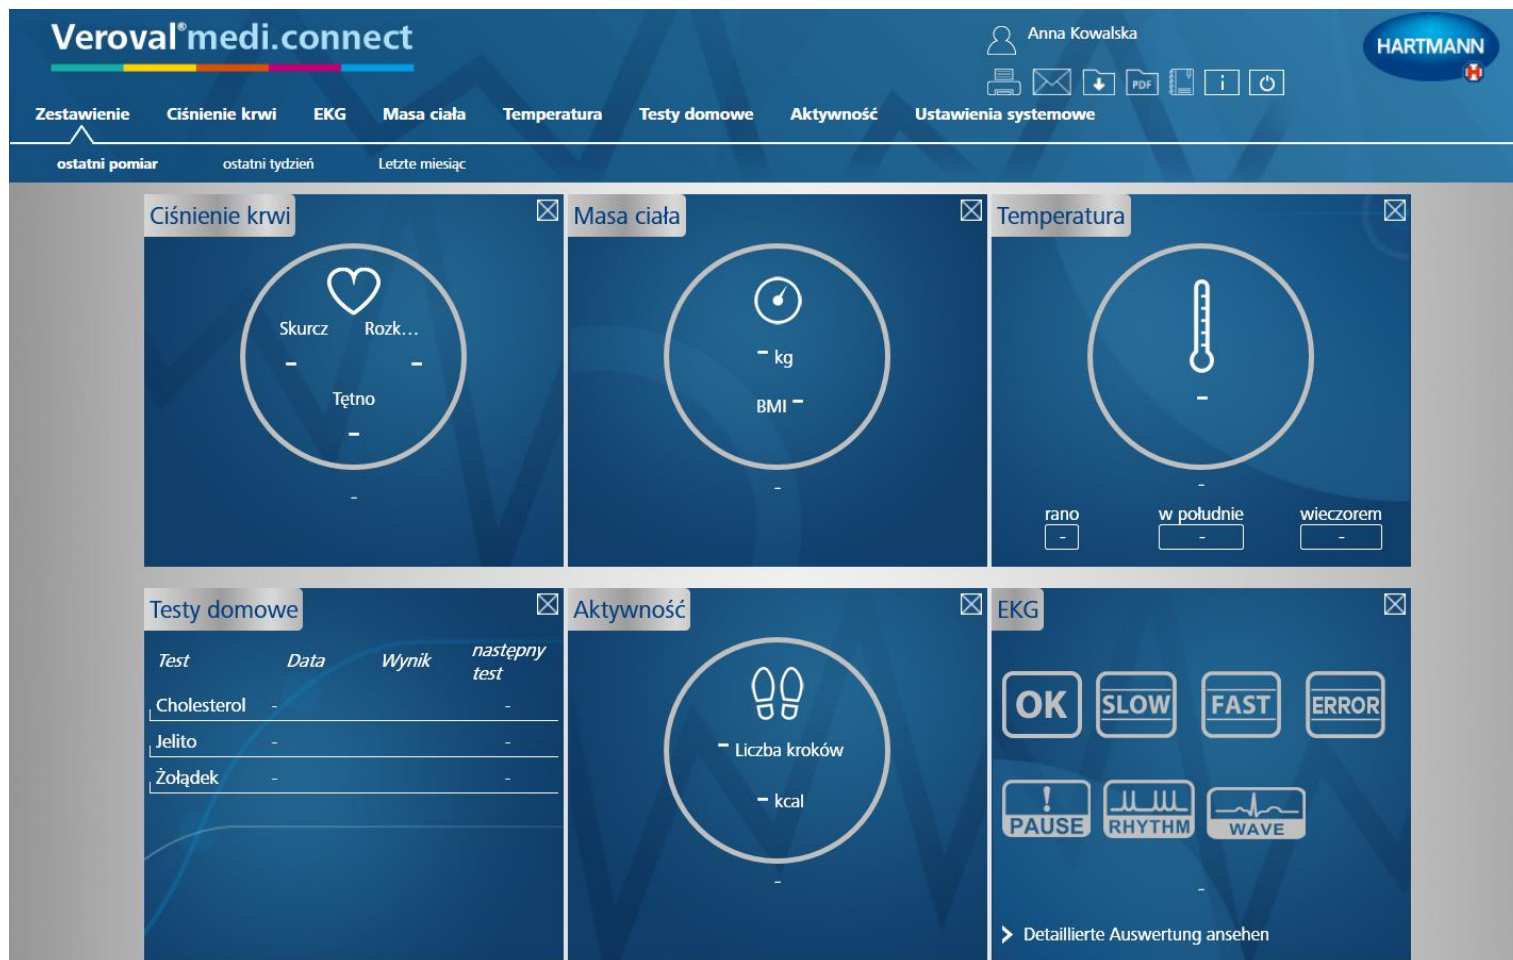 Veroval®medi.connect
Anna Kowalska
HARTMANN
PDF
i
Zestawienie Ciśnienie krwi EKG Masa ciała Temperatura Testy domowe Aktywność Ustawienia systemowe
ostatni pomiar ostatni tydzień Letzte miesiąc
Ciśnienie krwi
Skurcz Rozk...
- -
Tętno
-
-
Masa ciała
- kg
BMI -
-
Temperatura
-
-
rano w południe wieczorem
- - -
Testy domowe
Test Data Wynik następny
test
Cholesterol - -
Jelito - -
Żołądek - -
Aktywność
- Liczba kroków
- kcal
-
EKG
OK SLOW FAST ERROR
! PAUSE RHYTHM WAVE
-
> Detaillierte Auswertung ansehen